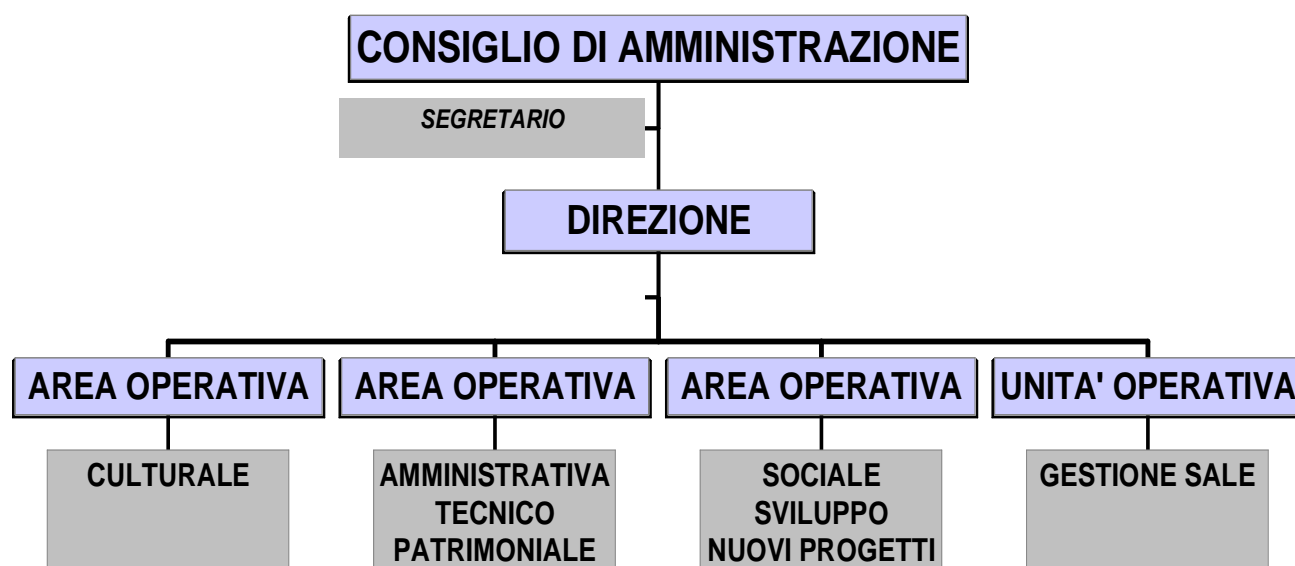 CONSIGLIO DI AMMINISTRAZIONE
SEGRETARIO
DIREZIONE
AREA OPERATIVA
CULTURALE
AREA OPERATIVA
AMMINISTRATIVA
TECNICO
PATRIMONIALE
AREA OPERATIVA
SOCIALE
SVILUPPO
NUOVI PROGETTI
UNITA' OPERATIVA
GESTIONE SALE